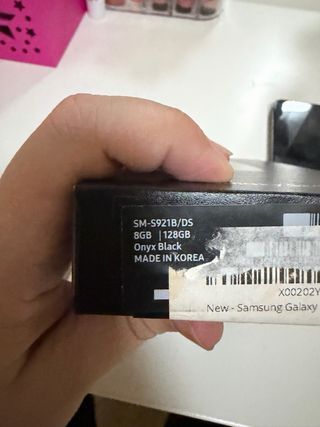 SM-S921B/DS
8GB | 128GB
Onyx Black
MADE IN KOREA
X00202Y
New - Samsung Galaxy